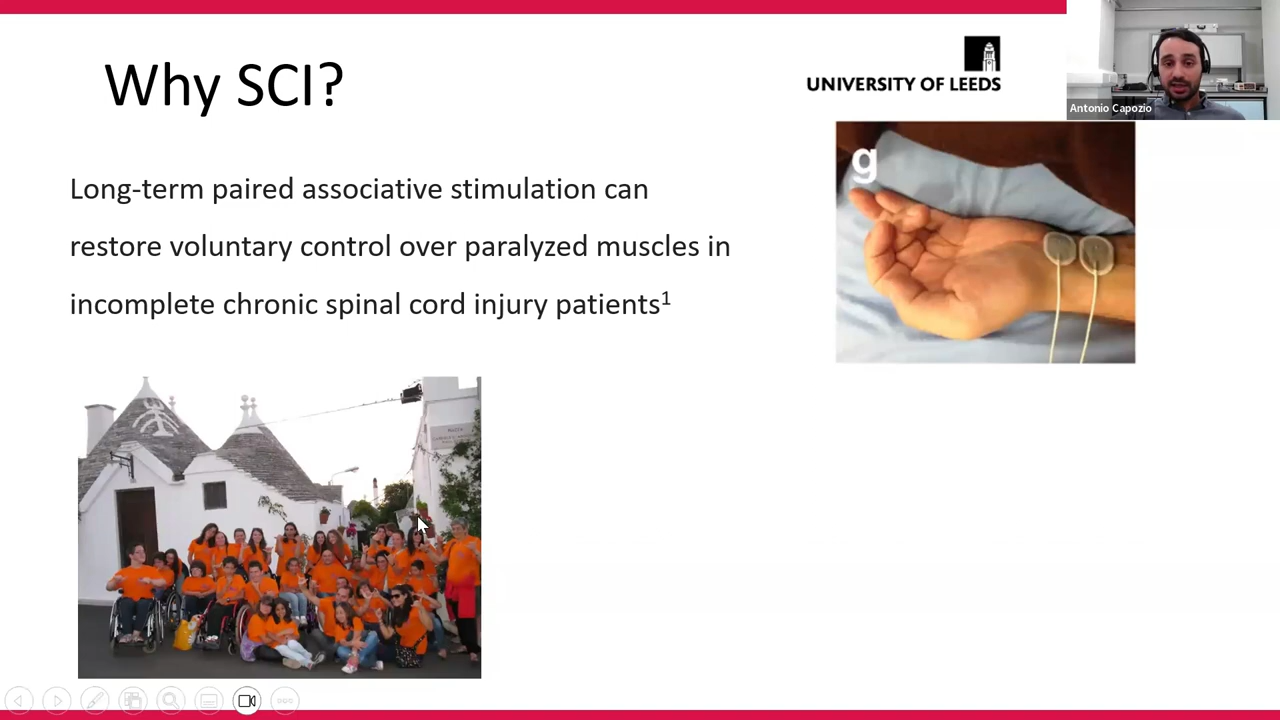 Why SCI?
UNIVERSITY OF LEEDS
Antonio Capozio
g
Long-term paired associative stimulation can
restore voluntary control over paralyzed muscles in
incomplete chronic spinal cord injury patients¹